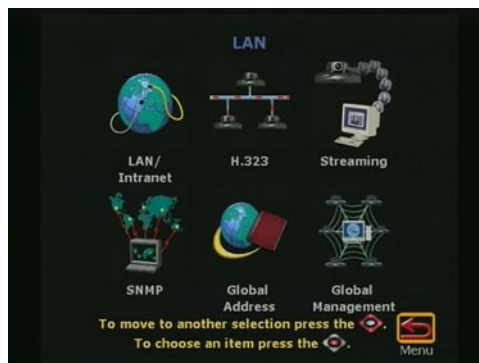 LAN
LAN/
Intranet
H.323
Streaming
SNMP
Global
Address
Global
Management
To move to another selection press the .
To choose an item press the .
Menu